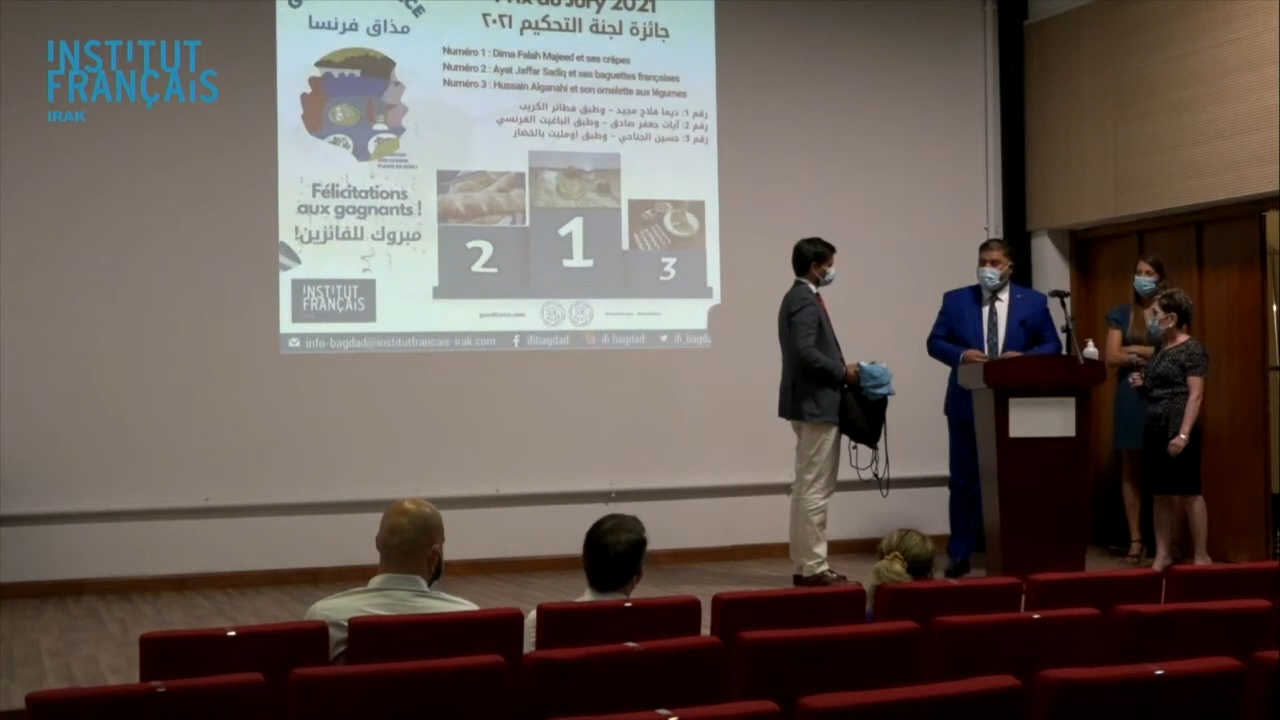 INSTITUT
FRANÇAIS
IRAK
Prix du Jury 2021
جائزة لجنة التحكيم ٢٠٢١
مذاق فرنسا
Numéro 1 : Dima Falah Majeed et ses crêpes
Numéro 2 : Ayat Jaffar Sadiq et ses baguettes françaises
Numéro 3 : Hussain Alganahi et son omelette aux légumes
رقم 1: ديما فلاح مجيد - وطبق فطائر الكريب
رقم 2: آيات جعفر صادق - وطبق الباغيت الفرنسي
رقم 3: حسين الجناحي - وطبق اومليت بالخضار
Félicitations
aux gagnants !
مبروك للفائزين!
2
1
3
INSTITUT
FRANÇAIS
info-bagdad@institutfrancais-irak.com ifibagdad ifi.bagdad ifi_bagda